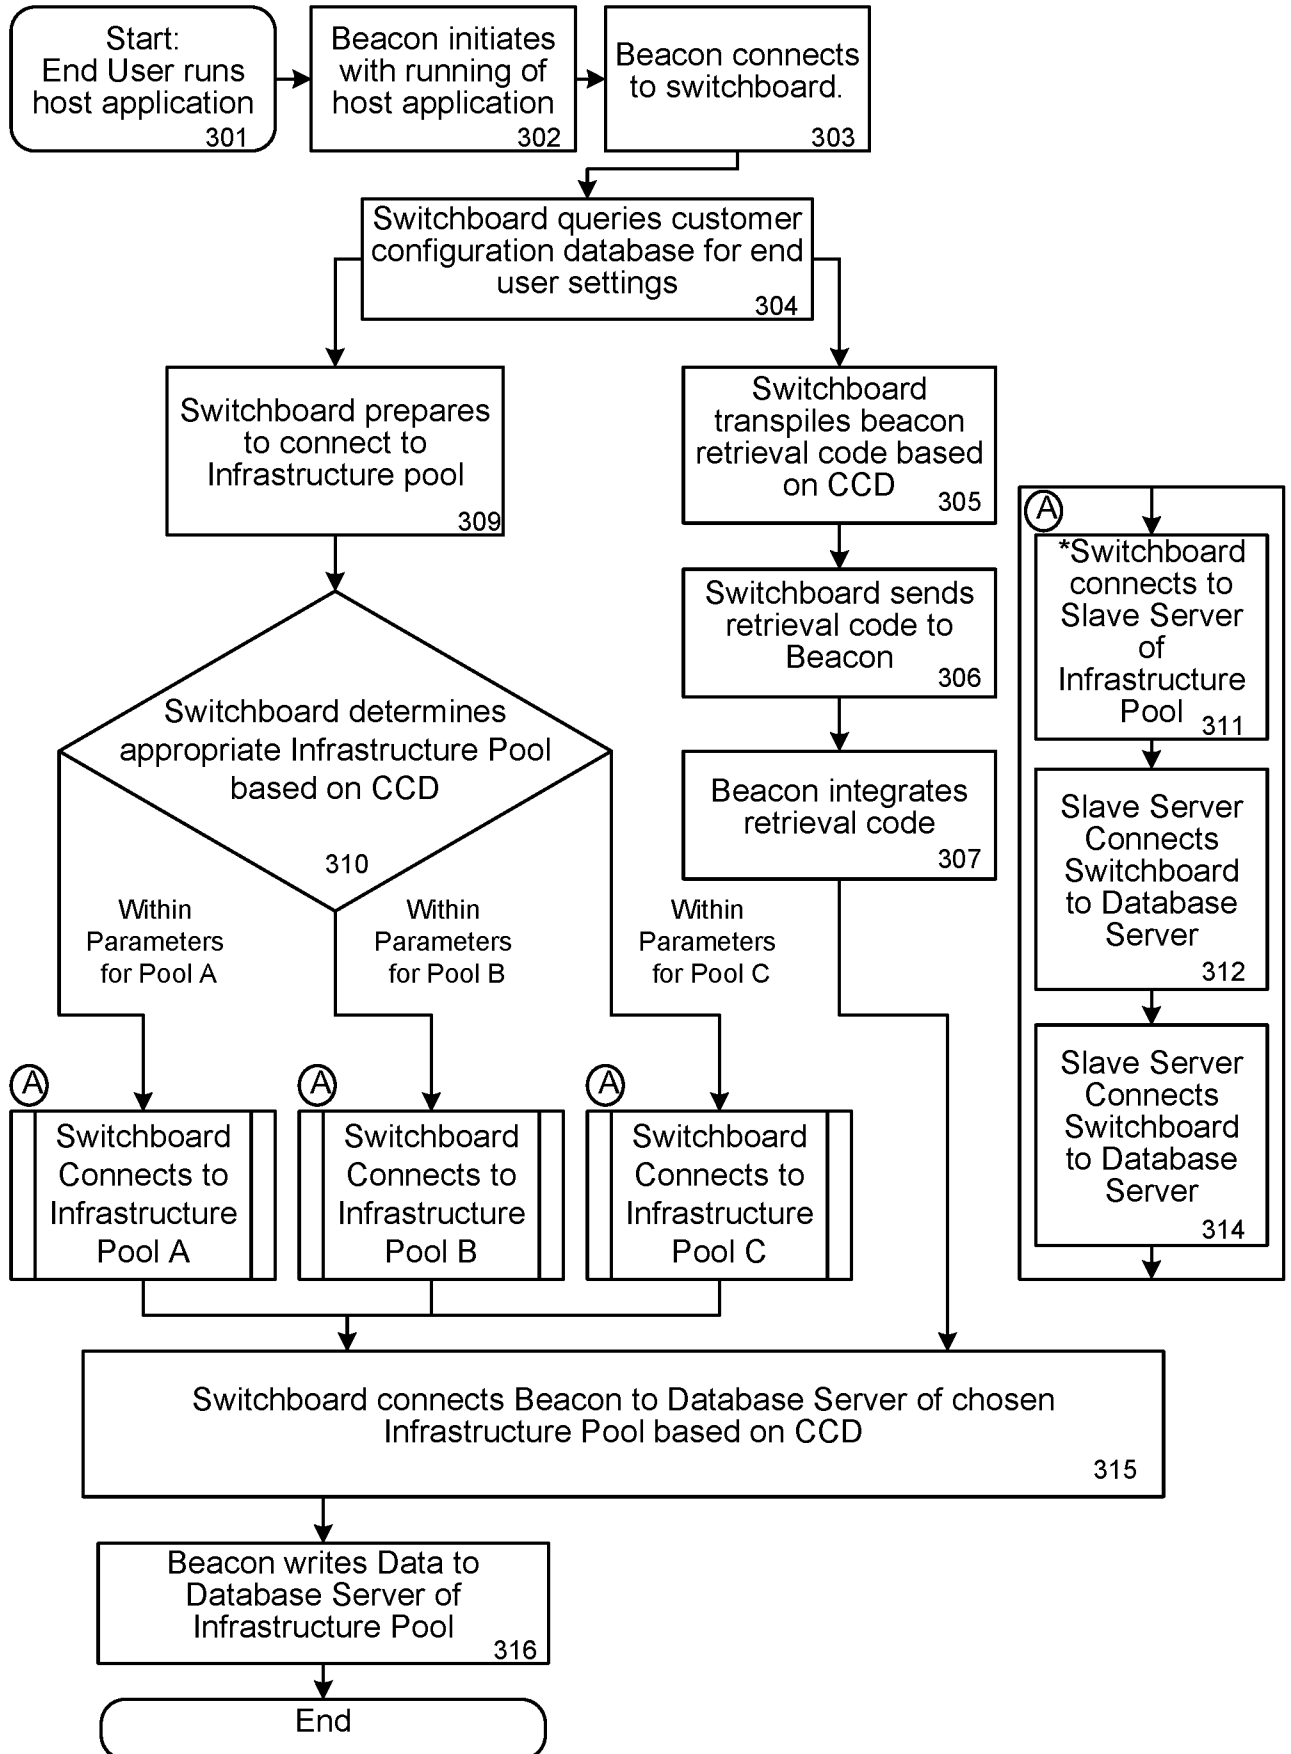 Start:
End User runs
host application
301
Beacon initiates
with running of
host application
302
Beacon connects
to switchboard.
303
Switchboard queries customer
configuration database for end
user settings
304
Switchboard prepares
to connect to
Infrastructure pool
309
Switchboard
transpiles beacon
retrieval code based
on CCD
305
Switchboard sends
retrieval code to
Beacon
306
Beacon integrates
retrieval code
307
Switchboard determines
appropriate Infrastructure Pool
based on CCD
310
Within
Parameters
for Pool A
Within
Parameters
for Pool B
Within
Parameters
for Pool C
A
Switchboard
Connects to
Infrastructure
Pool A
A
Switchboard
Connects to
Infrastructure
Pool B
A
Switchboard
Connects to
Infrastructure
Pool C
A
*Switchboard
connects to
Slave Server
of
Infrastructure
Pool
311
Slave Server
Connects
Switchboard
to Database
Server
312
Slave Server
Connects
Switchboard
to Database
Server
314
Switchboard connects Beacon to Database Server of chosen
Infrastructure Pool based on CCD
315
Beacon writes Data to
Database Server of
Infrastructure Pool
316
End